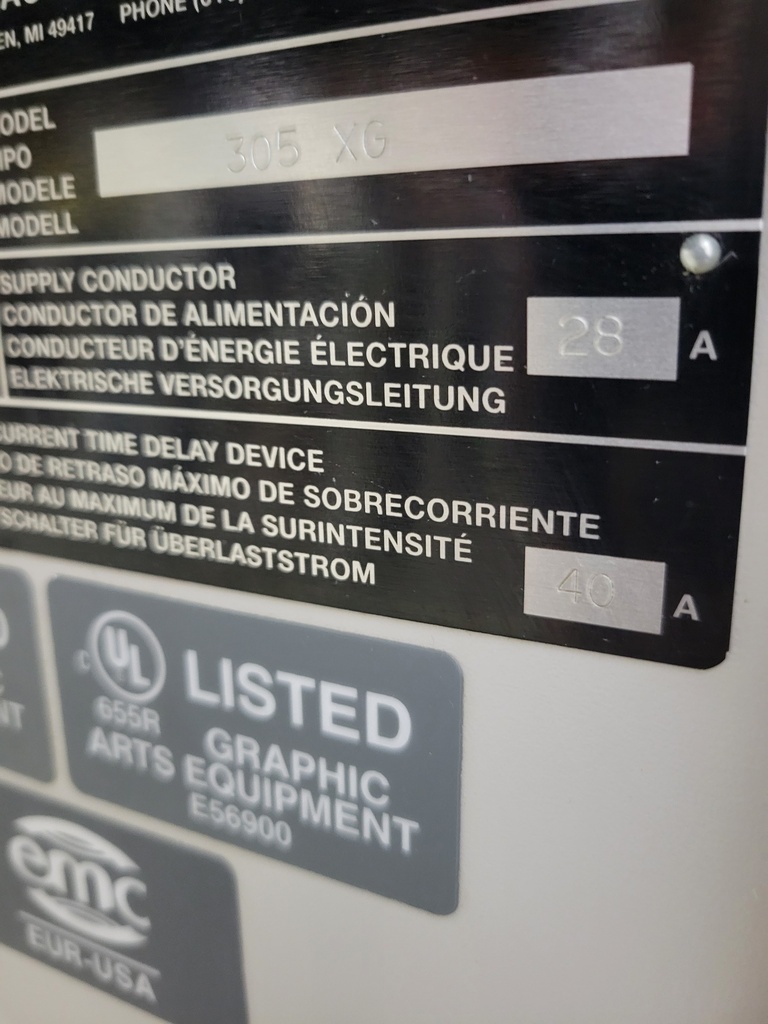 EN, MI 49417 PHONE (616)
ODEL
IPO
MODELE
MODELL
305 XG
SUPPLY CONDUCTOR
CONDUCTOR DE ALIMENTACIÓN
CONDUCTEUR D'ÉNERGIE ÉLECTRIQUE
ELEKTRISCHE VERSORGUNGSLEITUNG
28 A
URRENT TIME DELAY DEVICE
O DE RETRASO MÁXIMO DE SOBRECORRIENTE
EUR AU MAXIMUM DE LA SURINTENSITÉ
TSCHALTER FÜR ÜBERLASTSTROM
40 A
C UL LISTED
655R
GRAPHIC
ARTS EQUIPMENT
E56900
emc
EUR-USA